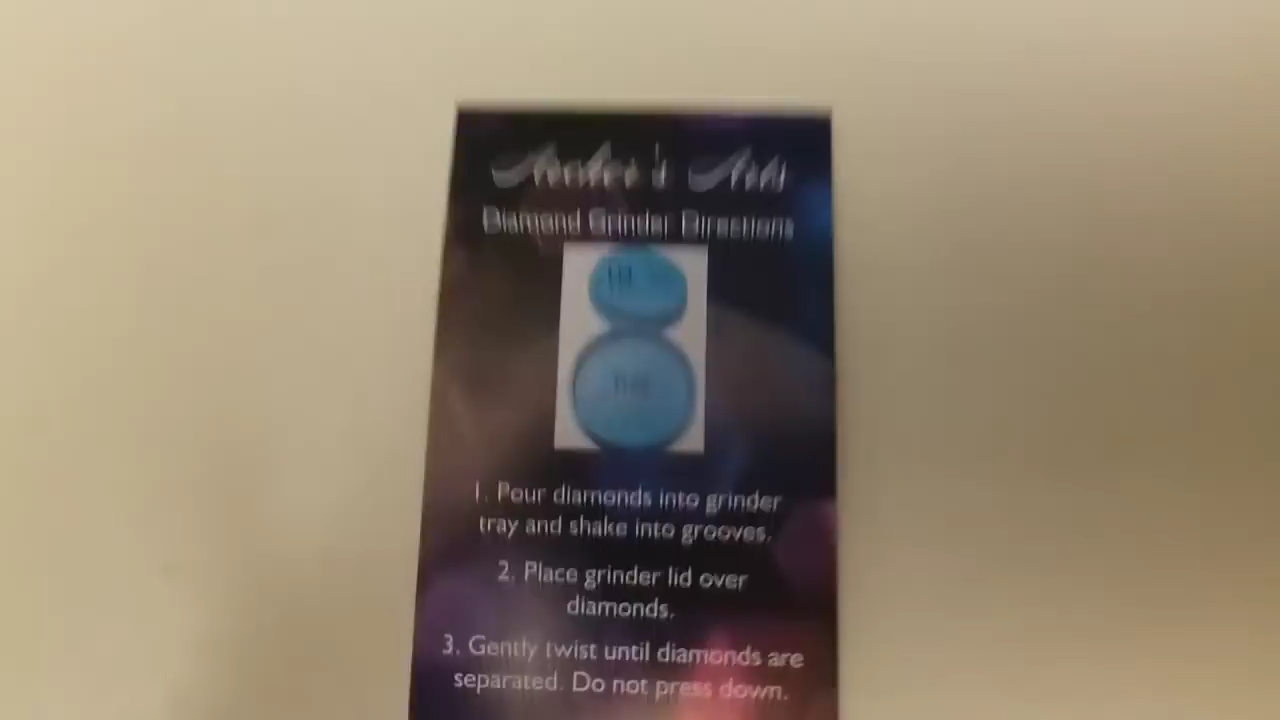 Diamond Grinder Directions
Lid
1. Pour diamonds into grinder
tray and shake into grooves.
2. Place grinder lid over
diamonds.
3. Gently twist until diamonds are
separated. Do not press down.